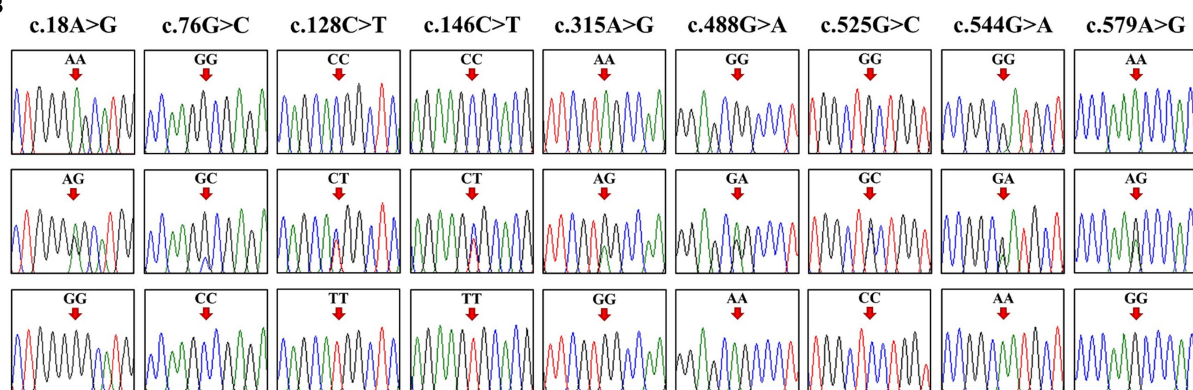 c.18A>G c.76G>C c.128C>T c.146C>T c.315A>G c.488G>A c.525G>C c.544G>A c.579A>G
AA GG CC CC AA GG GG GG AA
AG GC CT CT AG GA GC GA AG
GG CC TT TT GG AA CC AA GG